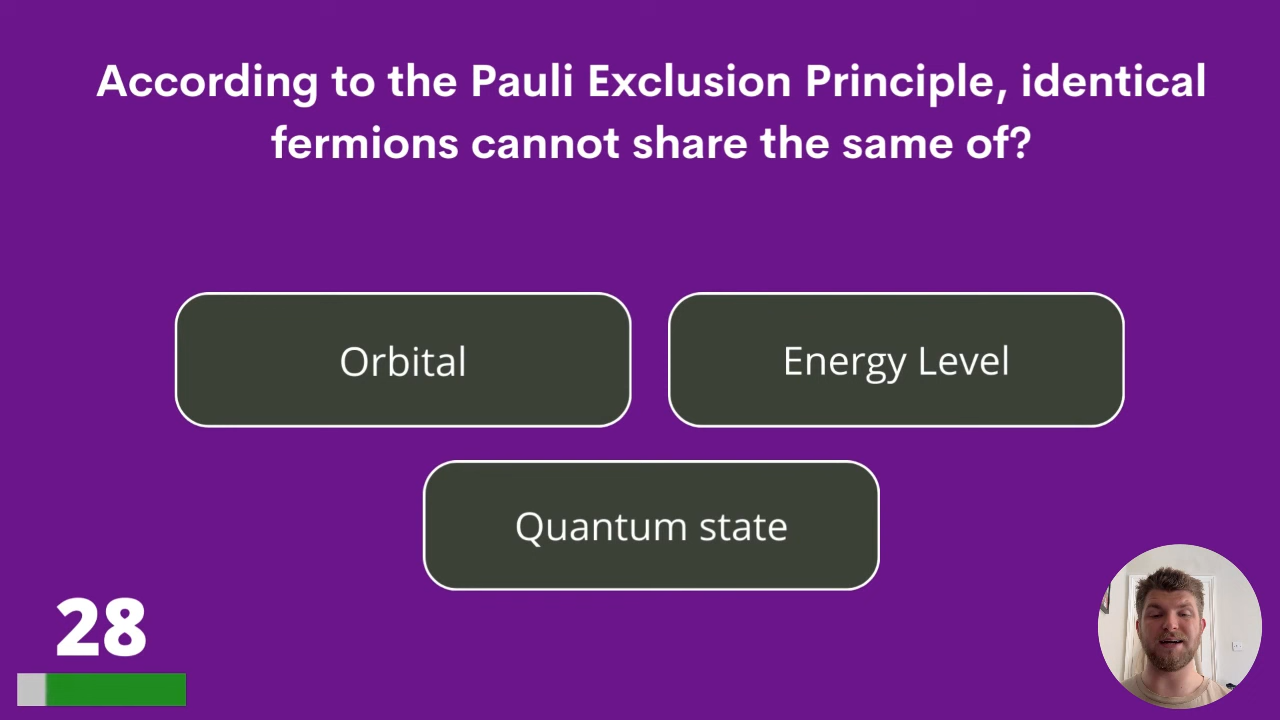 According to the Pauli Exclusion Principle, identical
fermions cannot share the same of?
Orbital
Energy Level
Quantum state
28